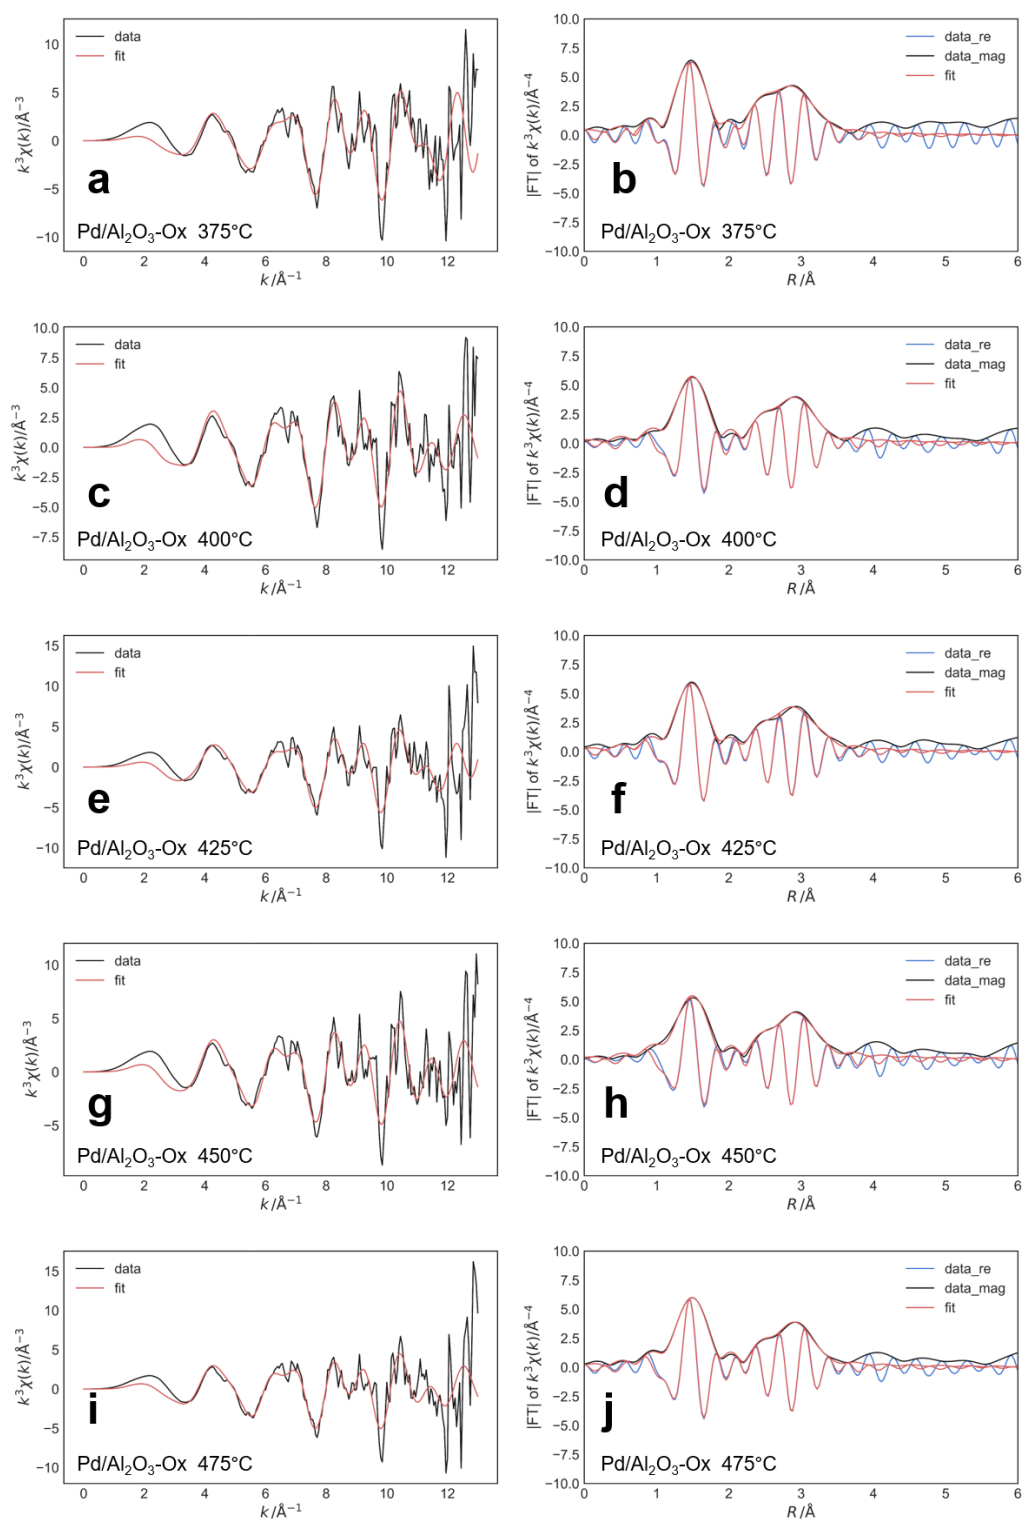 data
fit
10
5
0
−5
−10
k³χ(k)/Å⁻³
a
Pd/Al₂O₃-Ox 375°C
0 2 4 6 8 10 12
k /Å⁻¹
data_re
data_mag
fit
10.0
7.5
5.0
2.5
0.0
−2.5
−5.0
−7.5
−10.0
|FT| of k³χ(k)/Å⁻⁴
b
Pd/Al₂O₃-Ox 375°C
0 1 2 3 4 5 6
R /Å
data
fit
10.0
7.5
5.0
2.5
0.0
−2.5
−5.0
−7.5
k³χ(k)/Å⁻³
c
Pd/Al₂O₃-Ox 400°C
0 2 4 6 8 10 12
k /Å⁻¹
data_re
data_mag
fit
10.0
7.5
5.0
2.5
0.0
−2.5
−5.0
−7.5
−10.0
|FT| of k³χ(k)/Å⁻⁴
d
Pd/Al₂O₃-Ox 400°C
0 1 2 3 4 5 6
R /Å
data
fit
15
10
5
0
−5
−10
k³χ(k)/Å⁻³
e
Pd/Al₂O₃-Ox 425°C
0 2 4 6 8 10 12
k /Å⁻¹
data_re
data_mag
fit
10.0
7.5
5.0
2.5
0.0
−2.5
−5.0
−7.5
−10.0
|FT| of k³χ(k)/Å⁻⁴
f
Pd/Al₂O₃-Ox 425°C
0 1 2 3 4 5 6
R /Å
data
fit
10
5
0
−5
k³χ(k)/Å⁻³
g
Pd/Al₂O₃-Ox 450°C
0 2 4 6 8 10 12
k /Å⁻¹
data_re
data_mag
fit
10.0
7.5
5.0
2.5
0.0
−2.5
−5.0
−7.5
−10.0
|FT| of k³χ(k)/Å⁻⁴
h
Pd/Al₂O₃-Ox 450°C
0 1 2 3 4 5 6
R /Å
data
fit
15
10
5
0
−5
−10
k³χ(k)/Å⁻³
i
Pd/Al₂O₃-Ox 475°C
0 2 4 6 8 10 12
k /Å⁻¹
data_re
data_mag
fit
10.0
7.5
5.0
2.5
0.0
−2.5
−5.0
−7.5
−10.0
|FT| of k³χ(k)/Å⁻⁴
j
Pd/Al₂O₃-Ox 475°C
0 1 2 3 4 5 6
R /Å